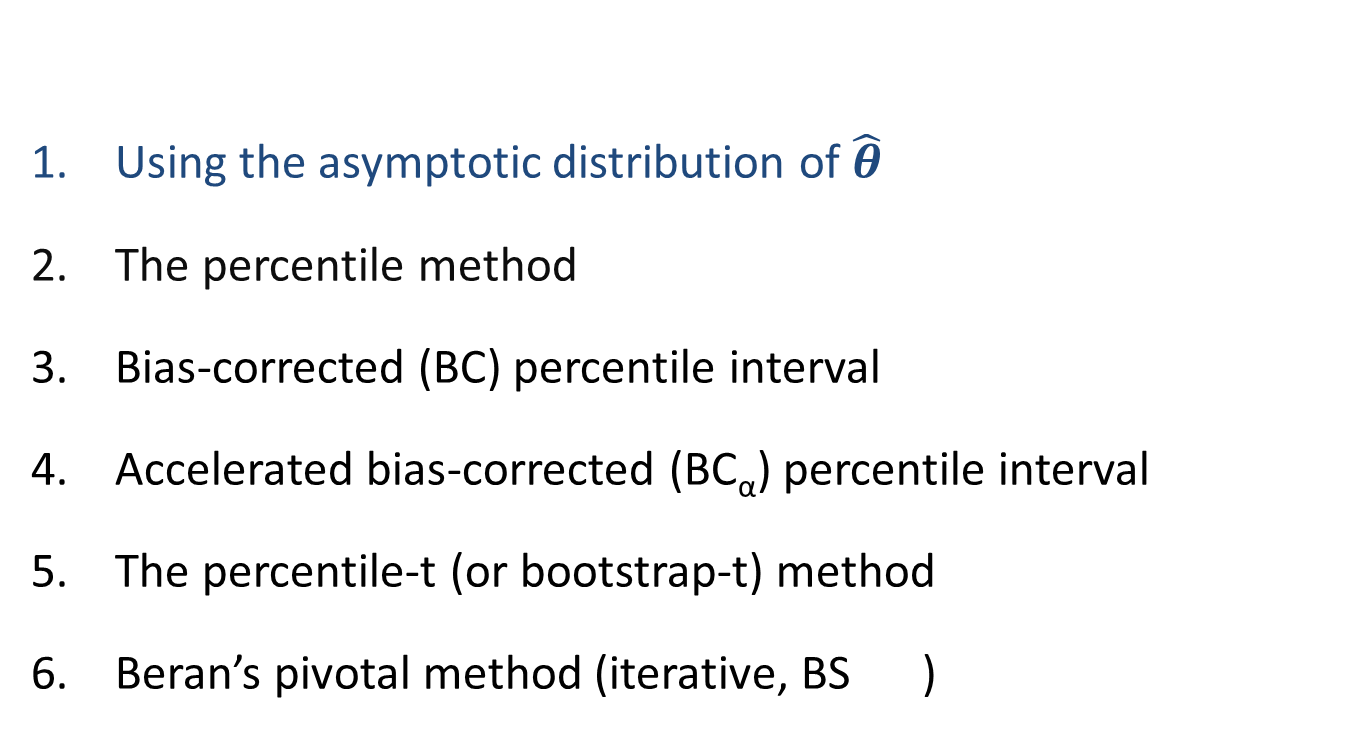 1. Using the asymptotic distribution of θ̂
2. The percentile method
3. Bias-corrected (BC) percentile interval
4. Accelerated bias-corrected (BCα) percentile interval
5. The percentile-t (or bootstrap-t) method
6. Beran’s pivotal method (iterative, BS )